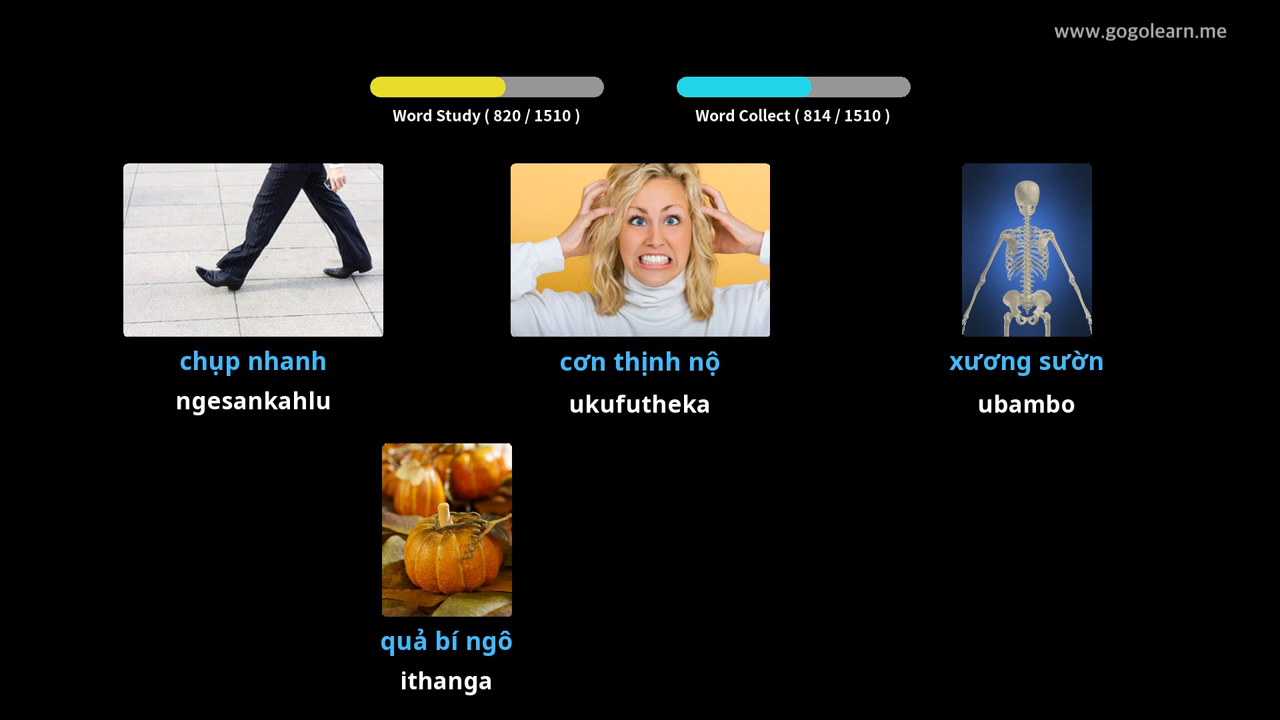 www.gogolearn.me
Word Study ( 820 / 1510 )
Word Collect ( 814 / 1510 )
chụp nhanh
ngesankahlu
cơn thịnh nộ
ukufutheka
xương sườn
ubambo
quả bí ngô
ithanga